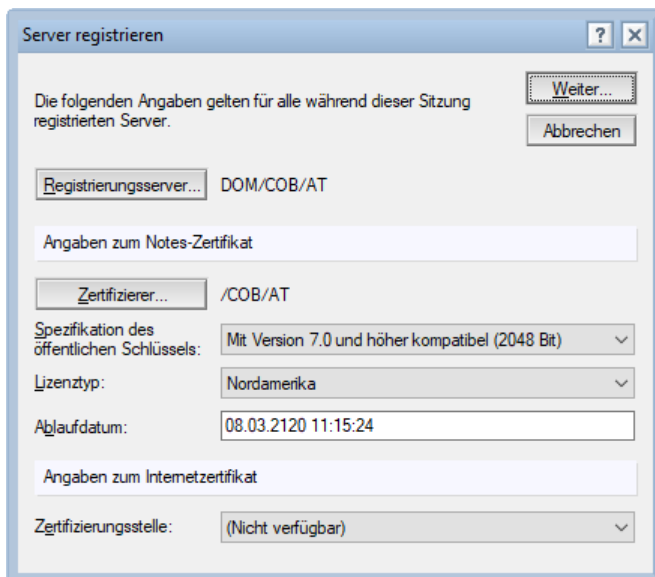 Server registrieren
Die folgenden Angaben gelten für alle während dieser Sitzung
registrierten Server.
Weiter...
Abbrechen
Registrierungsserver... DOM/COB/AT
Angaben zum Notes-Zertifikat
Zertifizierer... /COB/AT
Spezifikation des
öffentlichen Schlüssels: Mit Version 7.0 und höher kompatibel (2048 Bit)
Lizenztyp: Nordamerika
Ablaufdatum: 08.03.2120 11:15:24
Angaben zum Internetzertifikat
Zertifizierungsstelle: (Nicht verfügbar)